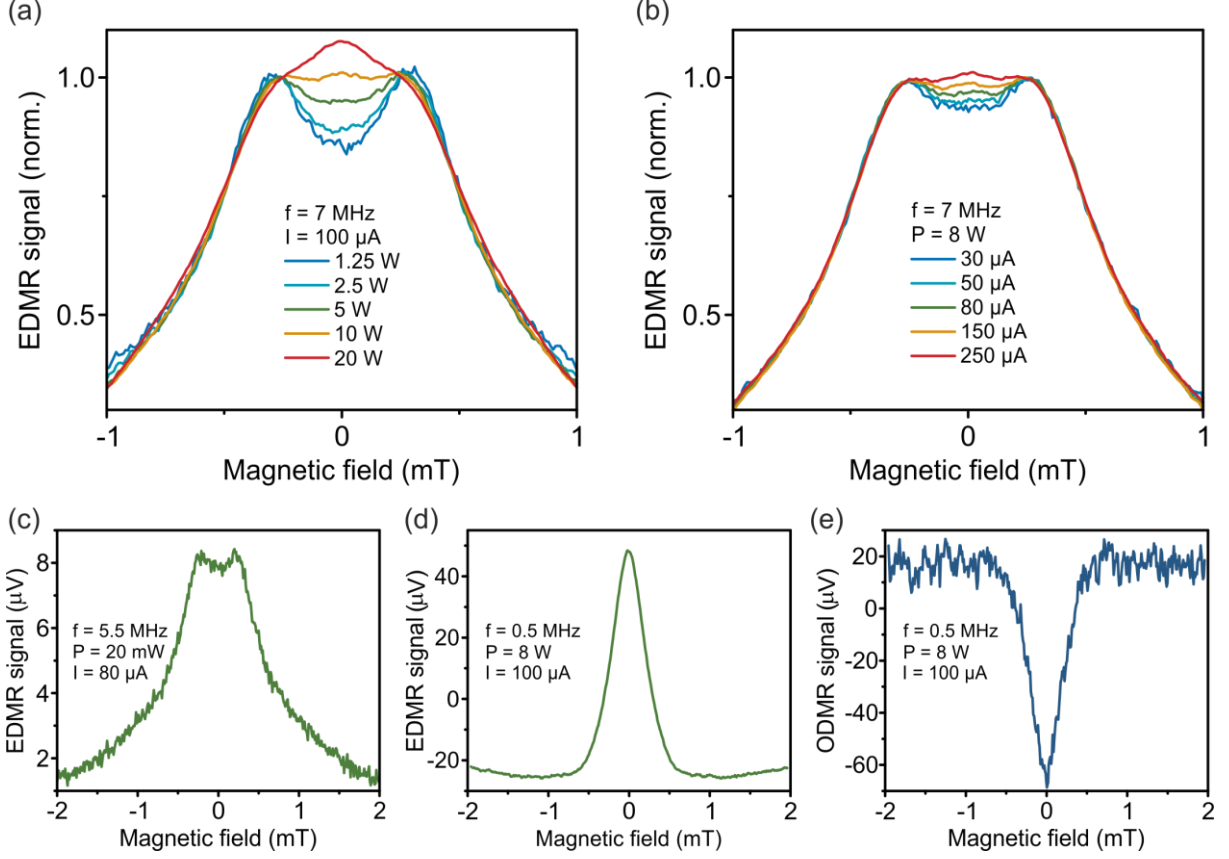 (a)
EDMR signal (norm.)
1.0
0.5
f = 7 MHz
I = 100 µA
1.25 W
2.5 W
5 W
10 W
20 W
-1
0
1
Magnetic field (mT)
(b)
EDMR signal (norm.)
1.0
0.5
f = 7 MHz
P = 8 W
30 µA
50 µA
80 µA
150 µA
250 µA
-1
0
1
Magnetic field (mT)
(c)
EDMR signal (µV)
8
6
4
2
f = 5.5 MHz
P = 20 mW
I = 80 µA
-2
-1
0
1
2
Magnetic field (mT)
(d)
EDMR signal (µV)
40
20
0
-20
f = 0.5 MHz
P = 8 W
I = 100 µA
-2
-1
0
1
2
Magnetic field (mT)
(e)
ODMR signal (µV)
20
0
-20
-40
-60
f = 0.5 MHz
P = 8 W
I = 100 µA
-2
-1
0
1
2
Magnetic field (mT)